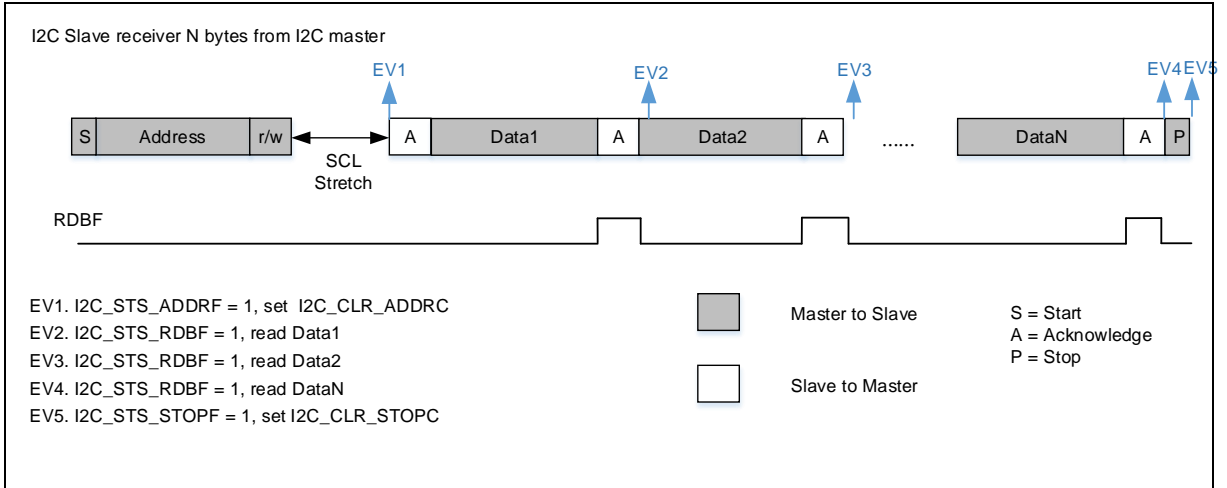 I2C Slave receiver N bytes from I2C master
EV1 EV2 EV3 EV4 EV5
S Address r/w A Data1 A Data2 A ...... DataN A P
SCL
Stretch
RDBF
EV1. I2C_STS_ADDRF = 1, set I2C_CLR_ADDRC
EV2. I2C_STS_RDBF = 1, read Data1
EV3. I2C_STS_RDBF = 1, read Data2
EV4. I2C_STS_RDBF = 1, read DataN
EV5. I2C_STS_STOPF = 1, set I2C_CLR_STOPC
Master to Slave
Slave to Master
S = Start
A = Acknowledge
P = Stop